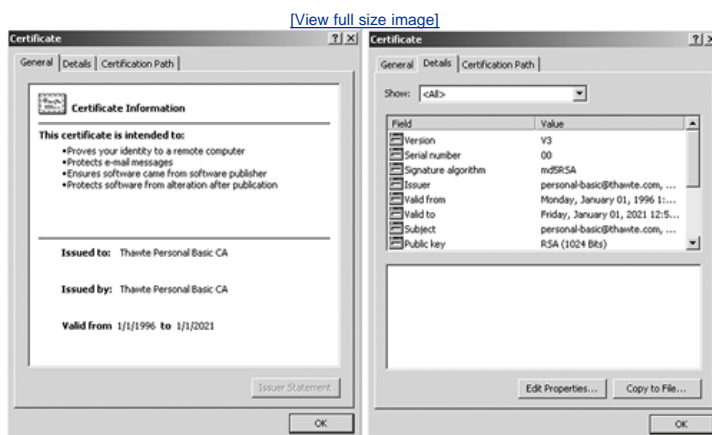 [View full size image]
Certificate
General Details Certification Path
Certificate Information
This certificate is intended to:
•Proves your identity to a remote computer
•Protects e-mail messages
•Ensures software came from software publisher
•Protects software from alteration after publication
Issued to: Thawte Personal Basic CA
Issued by: Thawte Personal Basic CA
Valid from 1/1/1996 to 1/1/2021
Issuer Statement
OK
Certificate
General Details Certification Path
Show: <All>
Field Value
Version V3
Serial number 00
Signature algorithm md5RSA
Issuer personal-basic@thawte.com, ...
Valid from Monday, January 01, 1996 1:...
Valid to Friday, January 01, 2021 12:5...
Subject personal-basic@thawte.com, ...
Public key RSA (1024 Bits)
Edit Properties... Copy to File...
OK